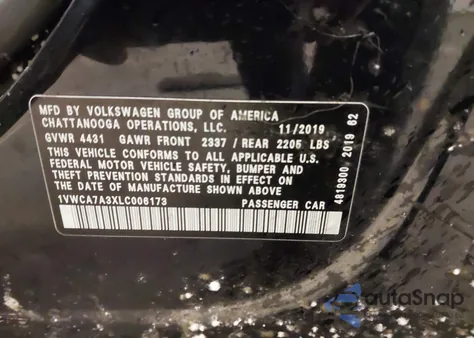 MFD BY VOLKSWAGEN GROUP OF AMERICA
CHATTANOOGA OPERATIONS, LLC. 11/2019
GVWR 4431 GAWR FRONT 2337 / REAR 2205 LBS
THIS VEHICLE CONFORMS TO ALL APPLICABLE U.S.
FEDERAL MOTOR VEHICLE SAFETY, BUMPER AND
THEFT PREVENTION STANDARDS IN EFFECT ON
THE DATE OF MANUFACTURE SHOWN ABOVE
1VWCA7A3XLC006173 PASSENGER CAR
4819300 2019 62
autoSnap